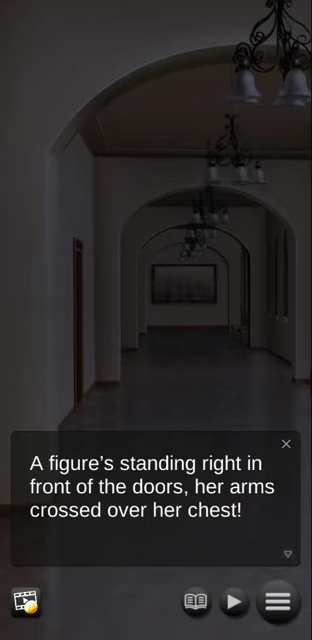 A figure’s standing right in
front of the doors, her arms
crossed over her chest!